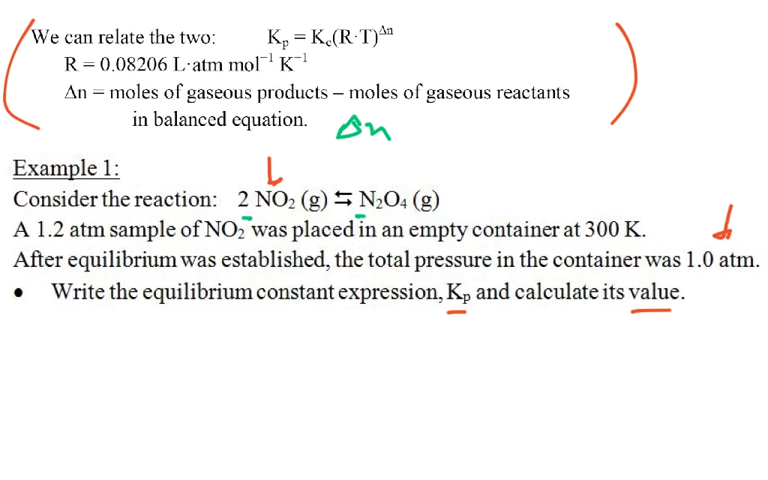 We can relate the two: Kₚ = K꜀(R·T)^Δn
R = 0.08206 L·atm mol⁻¹ K⁻¹
Δn = moles of gaseous products – moles of gaseous reactants
in balanced equation. Δn
Example 1:
Consider the reaction: 2 NO₂ (g) ⇆ N₂O₄ (g)
A 1.2 atm sample of NO₂ was placed in an empty container at 300 K.
After equilibrium was established, the total pressure in the container was 1.0 atm.
• Write the equilibrium constant expression, Kₚ and calculate its value.